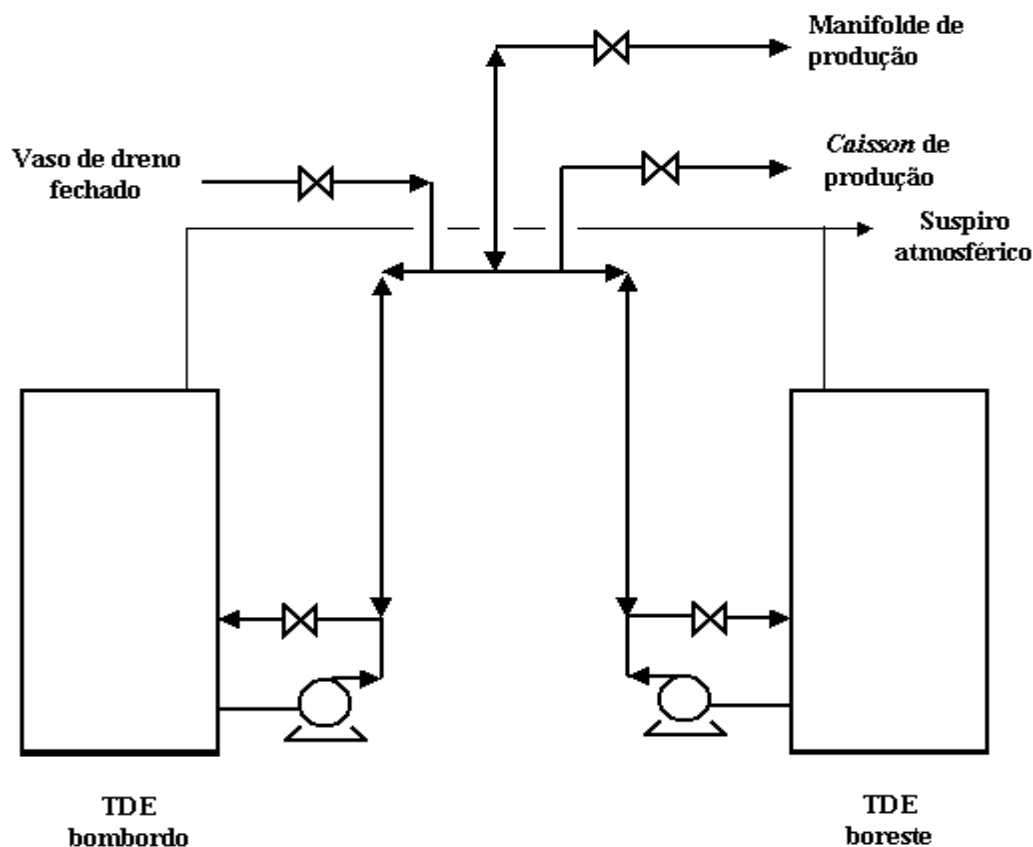 Manifolde de
produção
Vaso de dreno
fechado
Caisson de
produção
Suspiro
atmosférico
TDE
bombordo
TDE
boreste